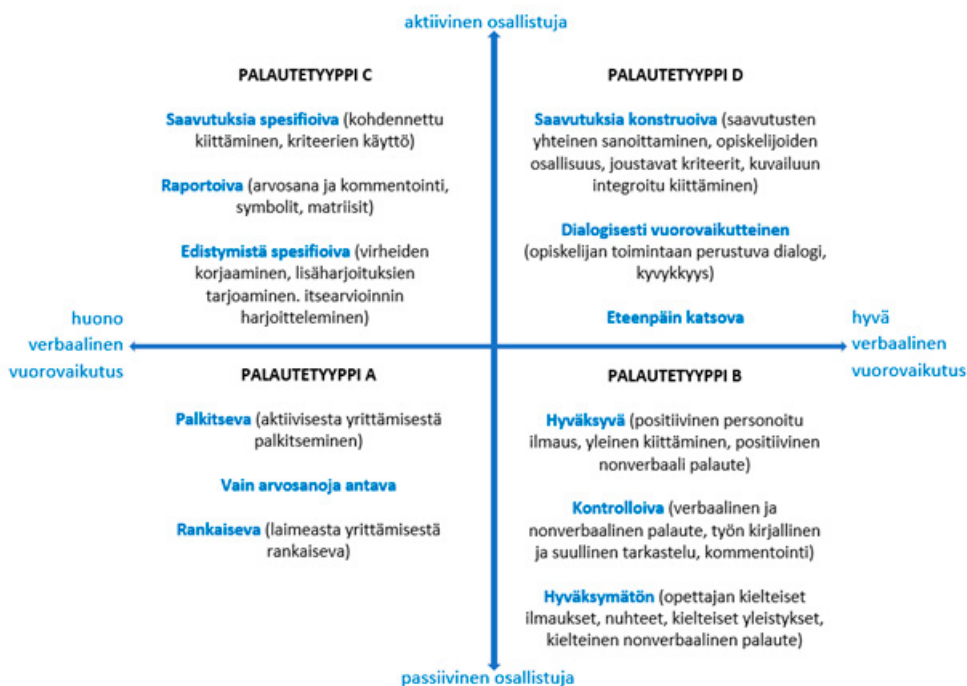 aktiivinen osallistuja
PALAUTETYYPPI C
Saavutuksia spesifioiva (kohdennettu
kiittäminen, kriteerien käyttö)
Raportoiva (arvosana ja kommentointi,
symbolit, matriisit)
Edistymistä spesifioiva (virheiden
korjaaminen, lisäharjoituksien
tarjoaminen. itsearvioinnin
harjoitteleminen)
PALAUTETYYPPI D
Saavutuksia konstruoiva (saavutusten
yhteinen sanoittaminen, opiskelijoiden
osallisuus, joustavat kriteerit, kuvailuun
integroitu kiittäminen)
Dialogisesti vuorovaikutteinen
(opiskelijan toimintaan perustuva dialogi,
kyvykkyys)
Eteenpäin katsova
huono
verbaalinen
vuorovaikutus
hyvä
verbaalinen
vuorovaikutus
PALAUTETYYPPI A
Palkitseva (aktiivisesta yrittämisestä
palkitseminen)
Vain arvosanoja antava
Rankaiseva (laimeasta yrittämisestä
rankaiseva)
PALAUTETYYPPI B
Hyväksyvä (positiivinen personoitu
ilmaus, yleinen kiittäminen, positiivinen
nonverbaali palaute)
Kontrolloiva (verbaalinen ja
nonverbaalinen palaute, työn kirjallinen
ja suullinen tarkastelu, kommentointi)
Hyväksymätön (opettajan kielteiset
ilmaukset, nuhteet, kielteiset yleistykset,
kielteinen nonverbaalinen palaute)
passiivinen osallistuja